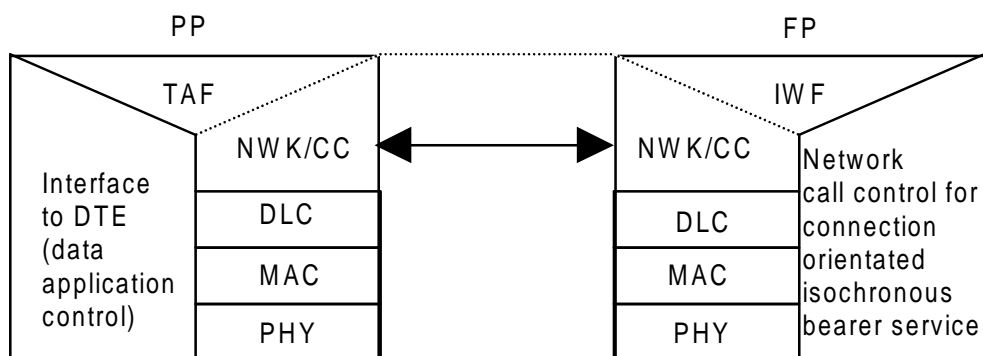 PP
FP
TAF
IWF
NWK/CC
NWK/CC
Interface
to DTE
(data
application
control)
DLC
MAC
PHY
DLC
MAC
PHY
Network
call control for
connection
orientated
isochronous
bearer service